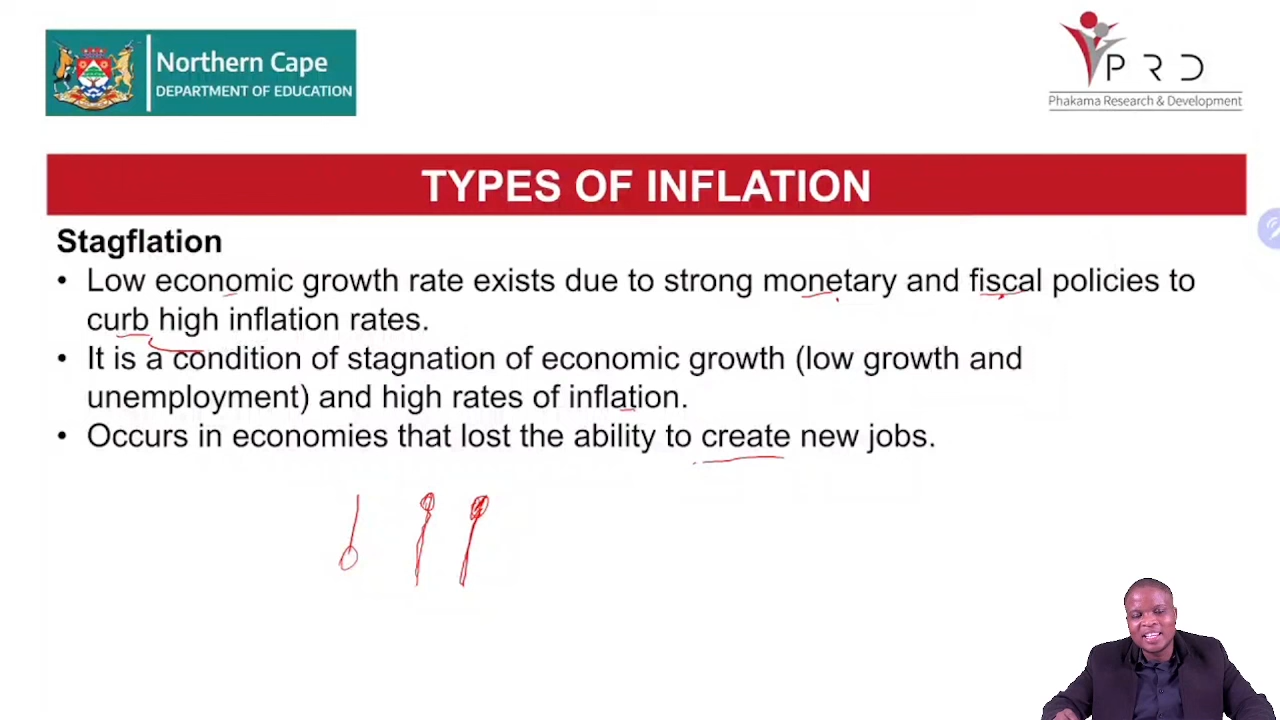 Northern Cape
DEPARTMENT OF EDUCATION
P R D
Phakama Research & Development
TYPES OF INFLATION
Stagflation
• Low economic growth rate exists due to strong monetary and fiscal policies to
curb high inflation rates.
• It is a condition of stagnation of economic growth (low growth and
unemployment) and high rates of inflation.
• Occurs in economies that lost the ability to create new jobs.